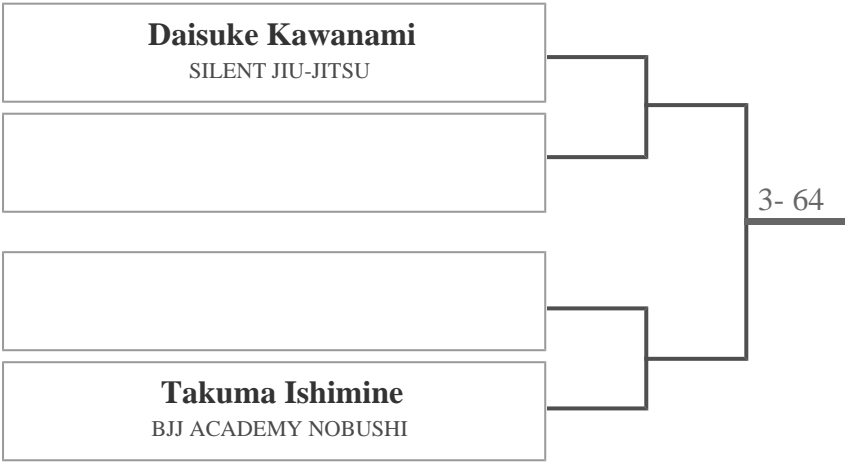 Daisuke Kawanami
SILENT JIU-JITSU
3- 64
Takuma Ishimine
BJJ ACADEMY NOBUSHI